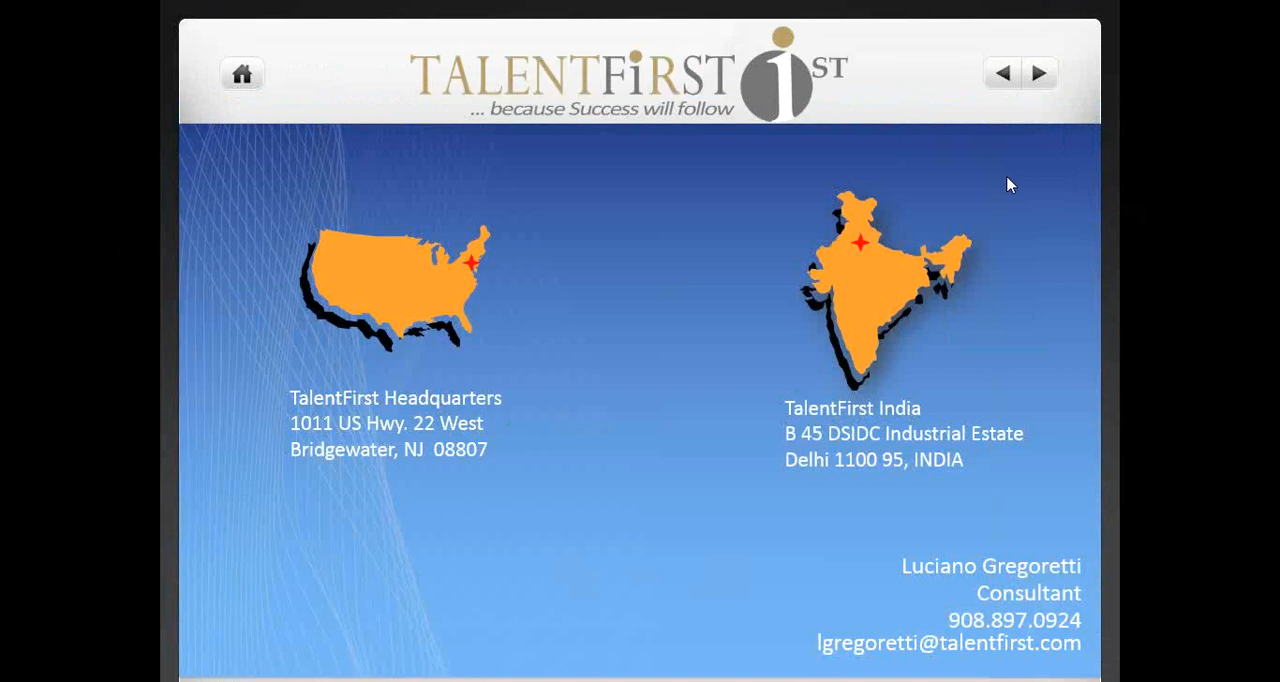 TALENTFiRST 1ST
... because Success will follow
TalentFirst Headquarters
1011 US Hwy. 22 West
Bridgewater, NJ  08807
TalentFirst India
B 45 DSIDC Industrial Estate
Delhi 1100 95, INDIA
Luciano Gregoretti
Consultant
908.897.0924
lgregoretti@talentfirst.com